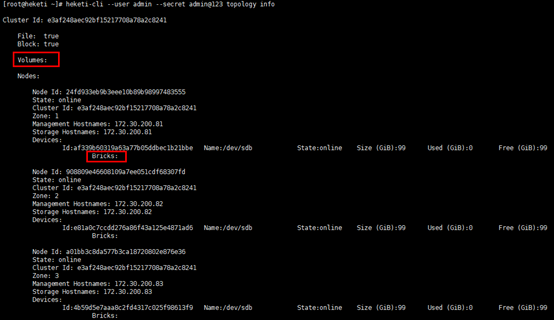 [root@heketi ~]# heketi-cli --user admin --secret admin@123 topology info
Cluster Id: e3af248aec92bf15217708a78a2c8241
File: true
Block: true
Volumes:
Nodes:
Node Id: 24fd933eb9b3eee10b89b98997483555
State: online
Cluster Id: e3af248aec92bf15217708a78a2c8241
Zone: 1
Management Hostnames: 172.30.200.81
Storage Hostnames: 172.30.200.81
Devices:
Id:af339b60319a63a77b05ddbec1b21bbe Name:/dev/sdb State:online Size (GiB):99 Used (GiB):0 Free (GiB):99
Bricks:
Node Id: 908809e46608109a7ee051cdf68307fd
State: online
Cluster Id: e3af248aec92bf15217708a78a2c8241
Zone: 2
Management Hostnames: 172.30.200.82
Storage Hostnames: 172.30.200.82
Devices:
Id:e81a0c7ccdd276a86f43a125e4871ad6 Name:/dev/sdb State:online Size (GiB):99 Used (GiB):0 Free (GiB):99
Bricks:
Node Id: a01bb3c8da577b3ca18720802e876e36
State: online
Cluster Id: e3af248aec92bf15217708a78a2c8241
Zone: 3
Management Hostnames: 172.30.200.83
Storage Hostnames: 172.30.200.83
Devices:
Id:4b59d5e7aaa8c2fd4317c025f98613f9 Name:/dev/sdb State:online Size (GiB):99 Used (GiB):0 Free (GiB):99
Bricks: